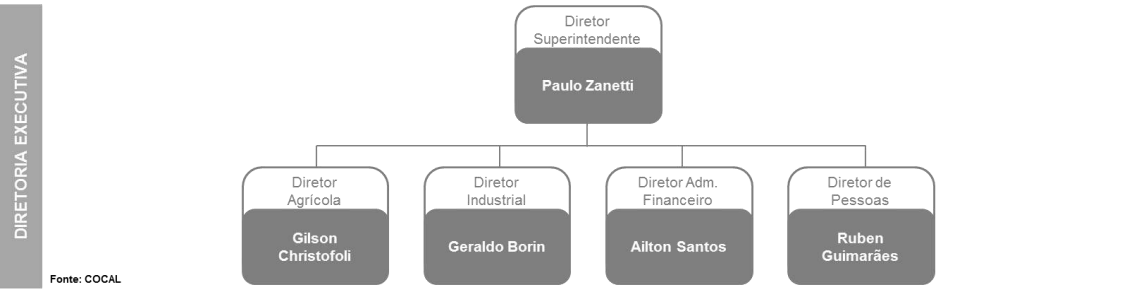 DIRETORIA EXECUTIVA
Diretor
Superintendente
Paulo Zanetti
Diretor
Agrícola
Gilson
Christofoli
Diretor
Industrial
Geraldo Borin
Diretor Adm.
Financeiro
Ailton Santos
Diretor de
Pessoas
Ruben
Guimarães
Fonte: COCAL